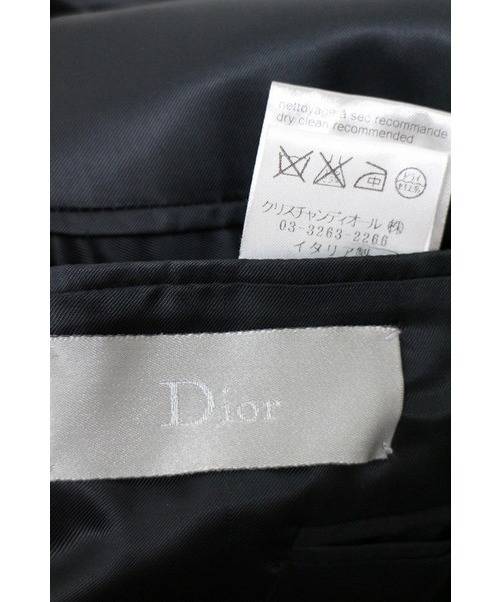 nettoyage a sec recommande
dry clean recommended
クリスチャンディオール㈱
03-3263-2266
イタリア製
Dior